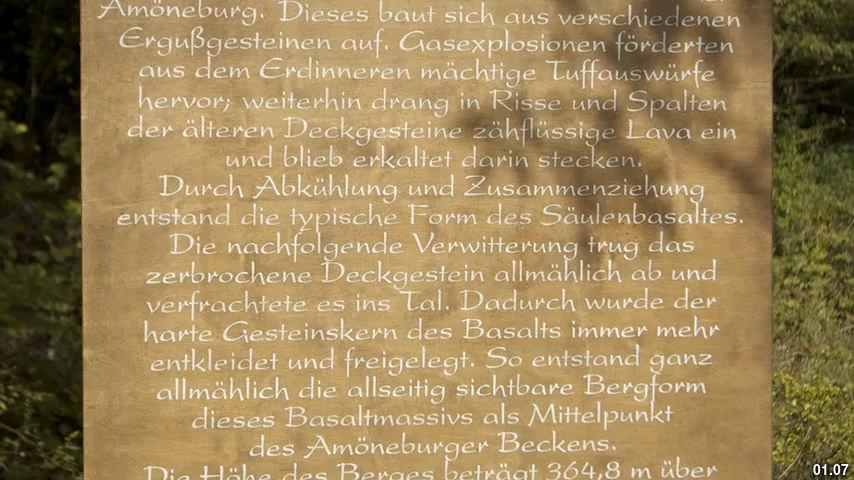 Amöneburg. Dieses baut sich aus verschiedenen
Ergußgesteinen auf. Gasexplosionen förderten
aus dem Erdinneren mächtige Tuffauswürfe
hervor; weiterhin drang in Risse und Spalten
der älteren Deckgesteine zähflüssige Lava ein
und blieb erkaltet darin stecken.
Durch Abkühlung und Zusammenziehung
entstand die typische Form des Säulenbasaltes.
Die nachfolgende Verwitterung trug das
zerbrochene Deckgestein allmählich ab und
verfrachtete es ins Tal. Dadurch wurde der
harte Gesteinskern des Basalts immer mehr
entkleidet und freigelegt. So entstand ganz
allmählich die allseitig sichtbare Bergform
dieses Basaltmassivs als Mittelpunkt
des Amöneburger Beckens.
Die Höhe des Berges beträgt 364,8 m über
01.07